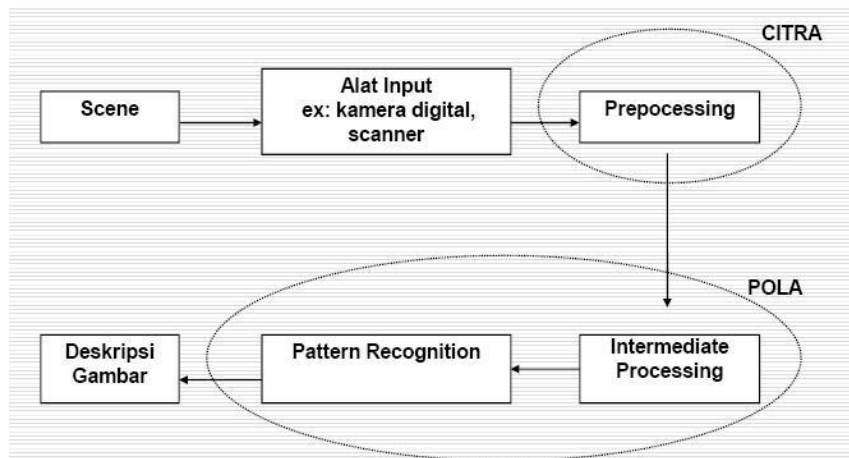 CITRA
Scene
Alat Input
ex: kamera digital,
scanner
Prepocessing
POLA
Deskripsi
Gambar
Pattern Recognition
Intermediate
Processing